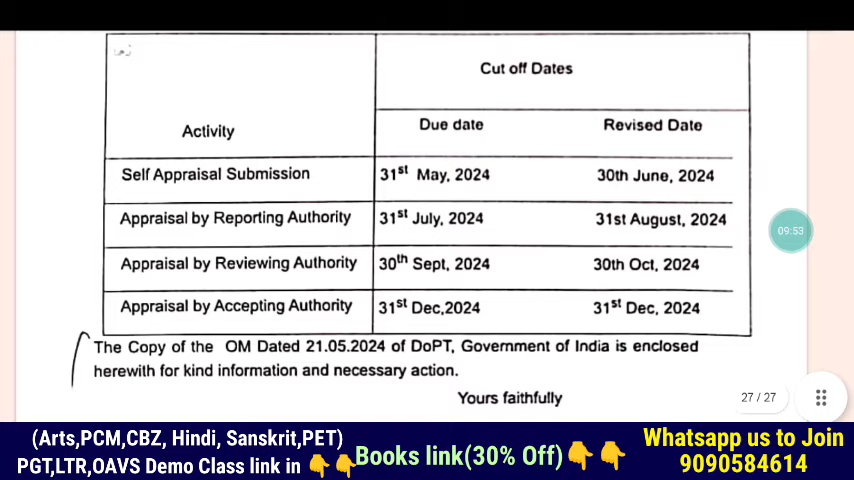 Cut off Dates
Activity
Due date
Revised Date
Self Appraisal Submission
31st May, 2024
30th June, 2024
Appraisal by Reporting Authority
31st July, 2024
31st August, 2024
Appraisal by Reviewing Authority
30th Sept, 2024
30th Oct, 2024
Appraisal by Accepting Authority
31st Dec,2024
31st Dec, 2024
The Copy of the OM Dated 21.05.2024 of DoPT, Government of India is enclosed
herewith for kind information and necessary action.
Yours faithfully
09:53
27 / 27
(Arts,PCM,CBZ, Hindi, Sanskrit,PET)
PGT,LTR,OAVS Demo Class link in 👇👇
Books link(30% Off)👇👇
Whatsapp us to Join
9090584614